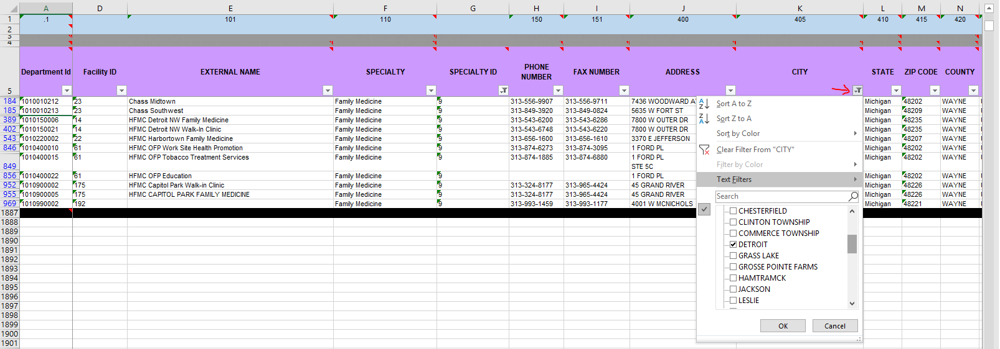 A D E F G H I J K L M N
1 .1 101 110 150 151 400 405 410 415 420
2
3
4
5 Department Id Facility ID EXTERNAL NAME SPECIALTY SPECIALTY ID PHONE NUMBER FAX NUMBER ADDRESS CITY STATE ZIP CODE COUNTY
184 1010010212 23 Chass Midtown Family Medicine 9 313-556-9907 313-556-9711 7436 WOODWARD Michigan 48202 WAYNE
185 1010010213 23 Chass Southwest Family Medicine 9 313-849-3920 313-849-0824 5635 W FORT ST Michigan 48209 WAYNE
389 1010150006 14 HFMC Detroit NW Family Medicine Family Medicine 9 313-543-6200 313-543-6286 7800 W OUTER DR Michigan 48235 WAYNE
402 1010150021 14 HFMC Detroit NW Walk-In Clinic Family Medicine 9 313-543-6748 313-543-6220 7800 W OUTER DR Michigan 48235 WAYNE
543 1010220002 22 HFMC Harbortown Family Medicine Family Medicine 9 313-656-1600 313-656-1610 3370 E JEFFERSON Michigan 48207 WAYNE
846 1010400010 61 HFMC OFP Work Site Health Promotion Family Medicine 9 313-874-6273 313-874-3095 1 FORD PL Michigan 48202 WAYNE
1010400015 61 HFMC OFP Tobacco Treatment Services Family Medicine 9 313-874-1885 313-874-6880 1 FORD PL Michigan 48202 WAYNE
849 STE 5C
856 1010400022 61 HFMC OFP Education Family Medicine 9 1 FORD PL Michigan 48202 WAYNE
952 1010900002 175 HFMC Capitol Park Walk-in Clinic Family Medicine 9 313-324-8177 313-965-4424 45 GRAND RIVER Michigan 48226 WAYNE
955 1010900005 175 HFMC CAPITOL PARK FAMILY MEDICINE Family Medicine 9 313-324-8177 313-965-4424 45 GRAND RIVER Michigan 48226 WAYNE
969 1010990002 192 Family Medicine 9 313-993-1459 313-993-1177 4001 W MCNICHOLS Michigan 48221 WAYNE
1887
1888
1889
1890
1891
1892
1893
1894
1895
1896
1897
1898
1899
1900
1901
Sort A to Z
Sort Z to A
Sort by Color
Clear Filter From "CITY"
Filter by Color
Text Filters
Search
CHESTERFIELD
CLINTON TOWNSHIP
COMMERCE TOWNSHIP
DETROIT
GRASS LAKE
GROSSE POINTE FARMS
HAMTRAMCK
JACKSON
LESLIE
OK Cancel